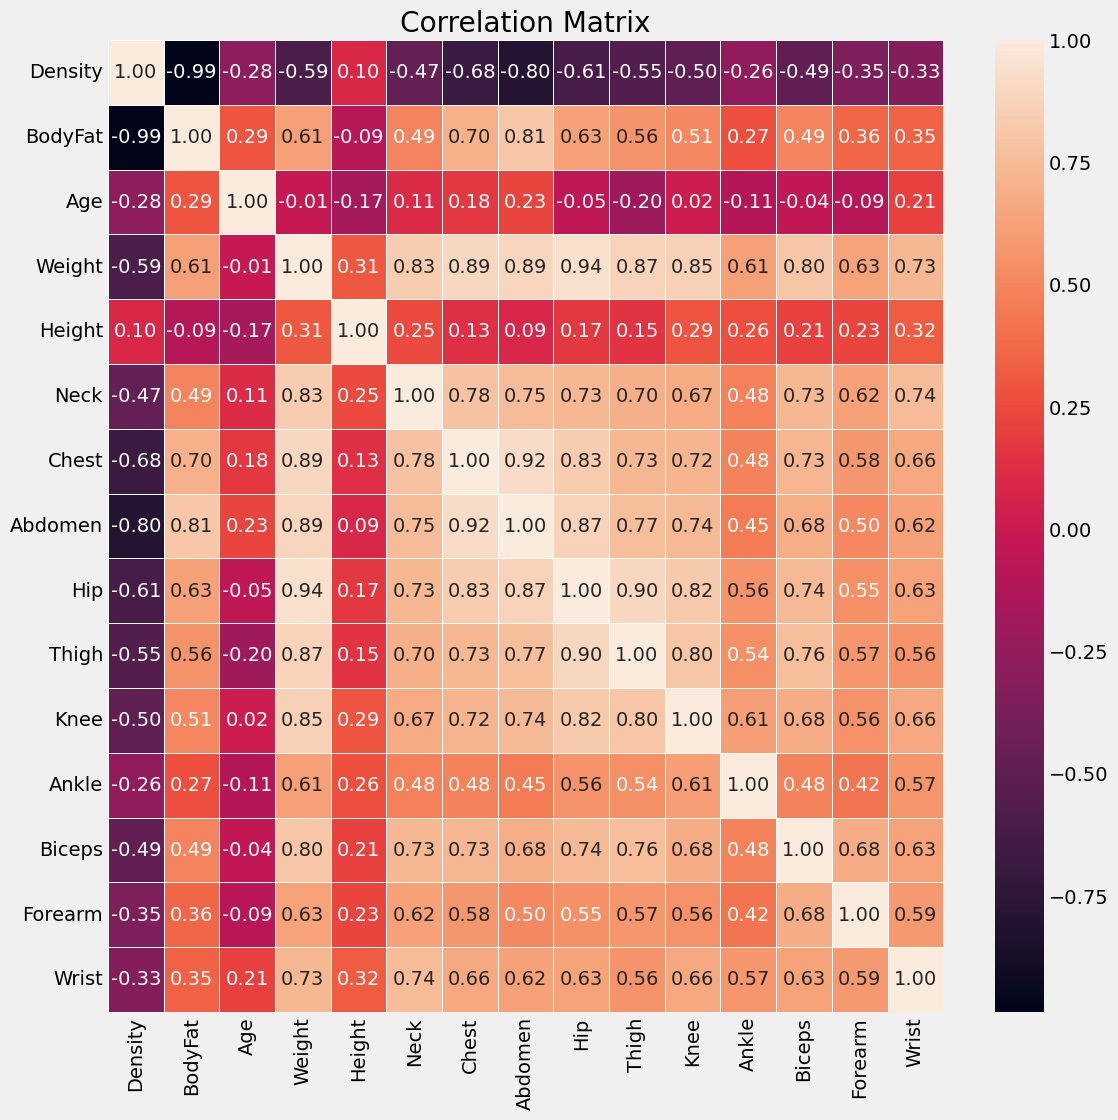 Correlation Matrix
Density 1.00 -0.99 -0.28 -0.59 0.10 -0.47 -0.68 -0.80 -0.61 -0.55 -0.50 -0.26 -0.49 -0.35 -0.33
BodyFat -0.99 1.00 0.29 0.61 -0.09 0.49 0.70 0.81 0.63 0.56 0.51 0.27 0.49 0.36 0.35
Age -0.28 0.29 1.00 -0.01 -0.17 0.11 0.18 0.23 -0.05 -0.20 0.02 -0.11 -0.04 -0.09 0.21
Weight -0.59 0.61 -0.01 1.00 0.31 0.83 0.89 0.89 0.94 0.87 0.85 0.61 0.80 0.63 0.73
Height 0.10 -0.09 -0.17 0.31 1.00 0.25 0.13 0.09 0.17 0.15 0.29 0.26 0.21 0.23 0.32
Neck -0.47 0.49 0.11 0.83 0.25 1.00 0.78 0.75 0.73 0.70 0.67 0.48 0.73 0.62 0.74
Chest -0.68 0.70 0.18 0.89 0.13 0.78 1.00 0.92 0.83 0.73 0.72 0.48 0.73 0.58 0.66
Abdomen -0.80 0.81 0.23 0.89 0.09 0.75 0.92 1.00 0.87 0.77 0.74 0.45 0.68 0.50 0.62
Hip -0.61 0.63 -0.05 0.94 0.17 0.73 0.83 0.87 1.00 0.90 0.82 0.56 0.74 0.55 0.63
Thigh -0.55 0.56 -0.20 0.87 0.15 0.70 0.73 0.77 0.90 1.00 0.80 0.54 0.76 0.57 0.56
Knee -0.50 0.51 0.02 0.85 0.29 0.67 0.72 0.74 0.82 0.80 1.00 0.61 0.68 0.56 0.66
Ankle -0.26 0.27 -0.11 0.61 0.26 0.48 0.48 0.45 0.56 0.54 0.61 1.00 0.48 0.42 0.57
Biceps -0.49 0.49 -0.04 0.80 0.21 0.73 0.73 0.68 0.74 0.76 0.68 0.48 1.00 0.68 0.63
Forearm -0.35 0.36 -0.09 0.63 0.23 0.62 0.58 0.50 0.55 0.57 0.56 0.42 0.68 1.00 0.59
Wrist -0.33 0.35 0.21 0.73 0.32 0.74 0.66 0.62 0.63 0.56 0.66 0.57 0.63 0.59 1.00
Density BodyFat Age Weight Height Neck Chest Abdomen Hip Thigh Knee Ankle Biceps Forearm Wrist
1.00
0.75
0.50
0.25
0.00
−0.25
−0.50
−0.75